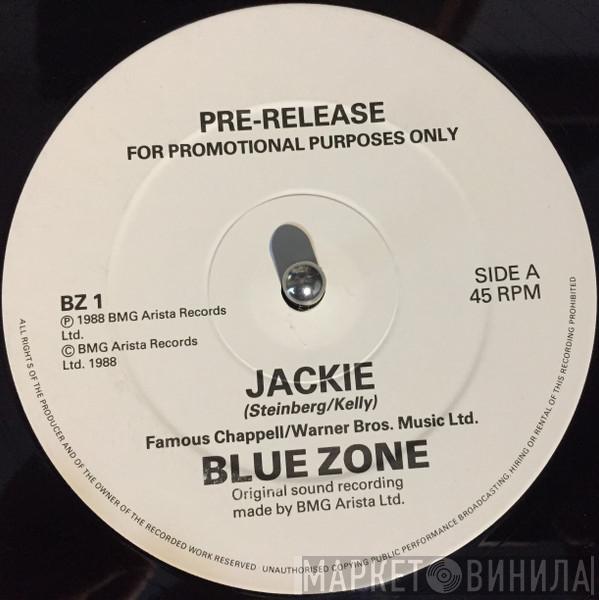 PRE-RELEASE
FOR PROMOTIONAL PURPOSES ONLY
BZ 1
Ⓟ 1988 BMG Arista Records
Ltd.
© BMG Arista Records
Ltd. 1988
SIDE A
45 RPM
JACKIE
(Steinberg/Kelly)
Famous Chappell/Warner Bros. Music Ltd.
BLUE ZONE
Original sound recording
made by BMG Arista Ltd.
ALL RIGHTS OF THE PRODUCER AND OF THE OWNER OF THE RECORDED WORK RESERVED UNAUTHORISED COPYING PUBLIC PERFORMANCE BROADCASTING, HIRING OR RENTAL OF THIS RECORDING PROHIBITED
МАРКЕТ ВИНИЛА